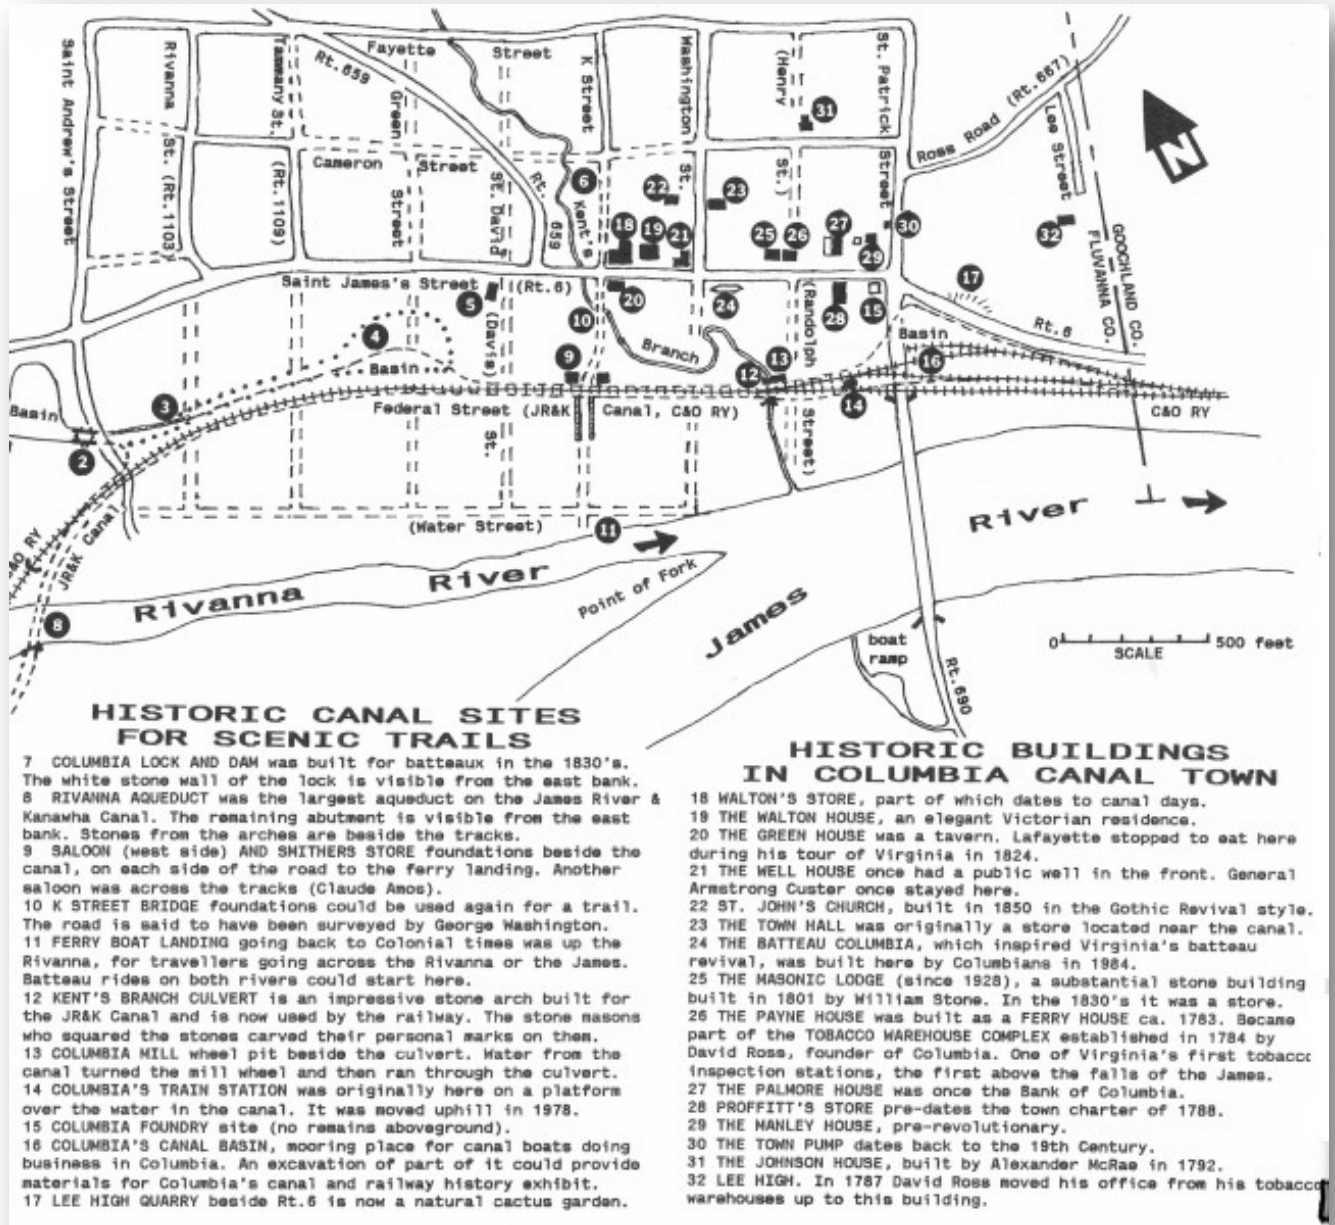 Saint Andrew's Street
Rivanna St. (Rt.1103)
Tammany St. (Rt.1109)
Rt.659
Fayette Street
Green Street
Cameron Street
St. David (Davis) St.
K Street
Washington St.
(Henry St.)
St. Patrick Street
Ross Road (Rt.667)
Lee Street
N
31
6
22
23
Rt. 659
Kent's
18
19
21
25
26
27
29
30
32
GOOCHLAND CO.
FLUVANNA CO.
17
Saint James's Street (Rt.6)
5
20
24
28
15
(Randolph Street)
Rt.6
4
10
Branch
Basin
16
9
Basin
12
13
14
3
Basin
Federal Street (JR&K Canal, C&O RY)
C&O RY
2
(Water Street)
11
River
C&O RY
JR&K Canal
Rivanna River
Point of Fork
James
8
boat
ramp
Rt.690
0 500 feet
SCALE
HISTORIC CANAL SITES
FOR SCENIC TRAILS
7 COLUMBIA LOCK AND DAM was built for batteaux in the 1830's.
The white stone wall of the lock is visible from the east bank.
8 RIVANNA AQUEDUCT was the largest aqueduct on the James River &
Kanawha Canal. The remaining abutment is visible from the east
bank. Stones from the arches are beside the tracks.
9 SALOON (west side) AND SMITHERS STORE foundations beside the
canal, on each side of the road to the ferry landing. Another
saloon was across the tracks (Claude Amos).
10 K STREET BRIDGE foundations could be used again for a trail.
The road is said to have been surveyed by George Washington.
11 FERRY BOAT LANDING going back to Colonial times was up the
Rivanna, for travellers going across the Rivanna or the James.
Batteau rides on both rivers could start here.
12 KENT'S BRANCH CULVERT is an impressive stone arch built for
the JR&K Canal and is now used by the railway. The stone masons
who squared the stones carved their personal marks on them.
13 COLUMBIA MILL wheel pit beside the culvert. Water from the
canal turned the mill wheel and then ran through the culvert.
14 COLUMBIA'S TRAIN STATION was originally here on a platform
over the water in the canal. It was moved uphill in 1978.
15 COLUMBIA FOUNDRY site (no remains aboveground).
16 COLUMBIA'S CANAL BASIN, mooring place for canal boats doing
business in Columbia. An excavation of part of it could provide
materials for Columbia's canal and railway history exhibit.
17 LEE HIGH QUARRY beside Rt.6 is now a natural cactus garden.
HISTORIC BUILDINGS
IN COLUMBIA CANAL TOWN
18 WALTON'S STORE, part of which dates to canal days.
19 THE WALTON HOUSE, an elegant Victorian residence.
20 THE GREEN HOUSE was a tavern. Lafayette stopped to eat here
during his tour of Virginia in 1824.
21 THE WELL HOUSE once had a public well in the front. General
Armstrong Custer once stayed here.
22 ST. JOHN'S CHURCH, built in 1850 in the Gothic Revival style.
23 THE TOWN HALL was originally a store located near the canal.
24 THE BATTEAU COLUMBIA, which inspired Virginia's batteau
revival, was built here by Columbians in 1984.
25 THE MASONIC LODGE (since 1928), a substantial stone building
built in 1801 by William Stone. In the 1830's it was a store.
26 THE PAYNE HOUSE was built as a FERRY HOUSE ca. 1783. Became
part of the TOBACCO WAREHOUSE COMPLEX established in 1784 by
David Ross, founder of Columbia. One of Virginia's first tobacco
inspection stations, the first above the falls of the James.
27 THE PALMORE HOUSE was once the Bank of Columbia.
28 PROFFITT'S STORE pre-dates the town charter of 1788.
29 THE MANLEY HOUSE, pre-revolutionary.
30 THE TOWN PUMP dates back to the 19th Century.
31 THE JOHNSON HOUSE, built by Alexander McRae in 1792.
32 LEE HIGH. In 1787 David Ross moved his office from his tobacco
warehouses up to this building.